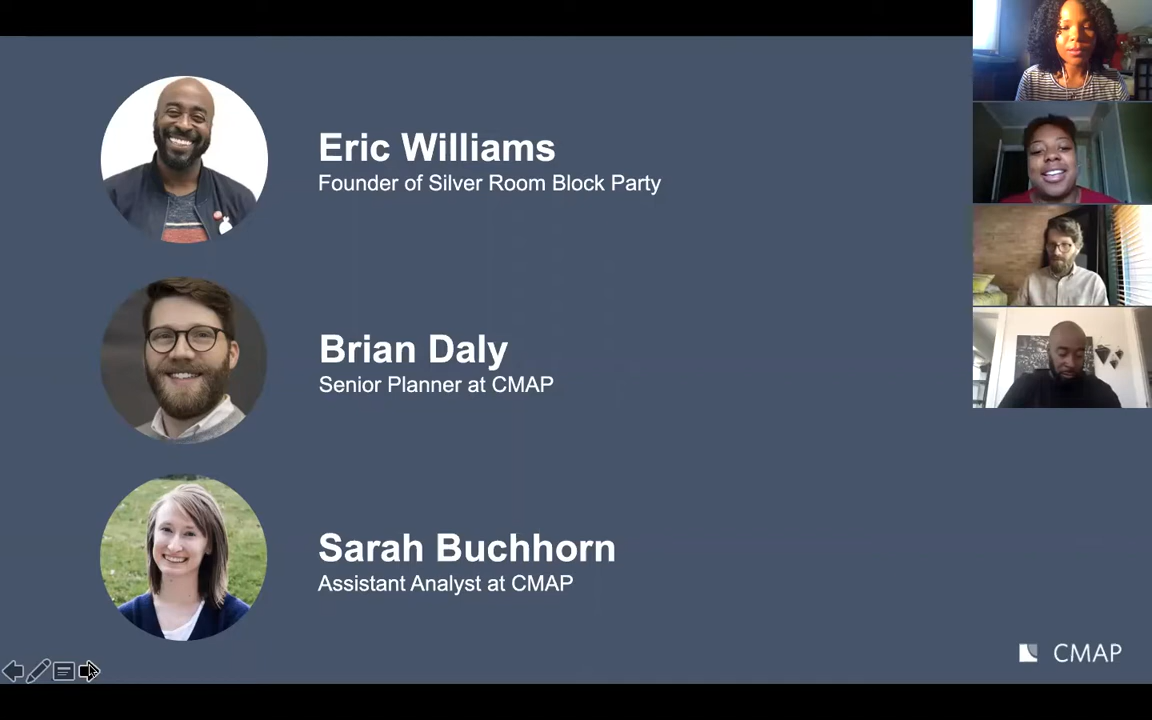 Eric Williams
Founder of Silver Room Block Party
Brian Daly
Senior Planner at CMAP
Sarah Buchhorn
Assistant Analyst at CMAP
CMAP